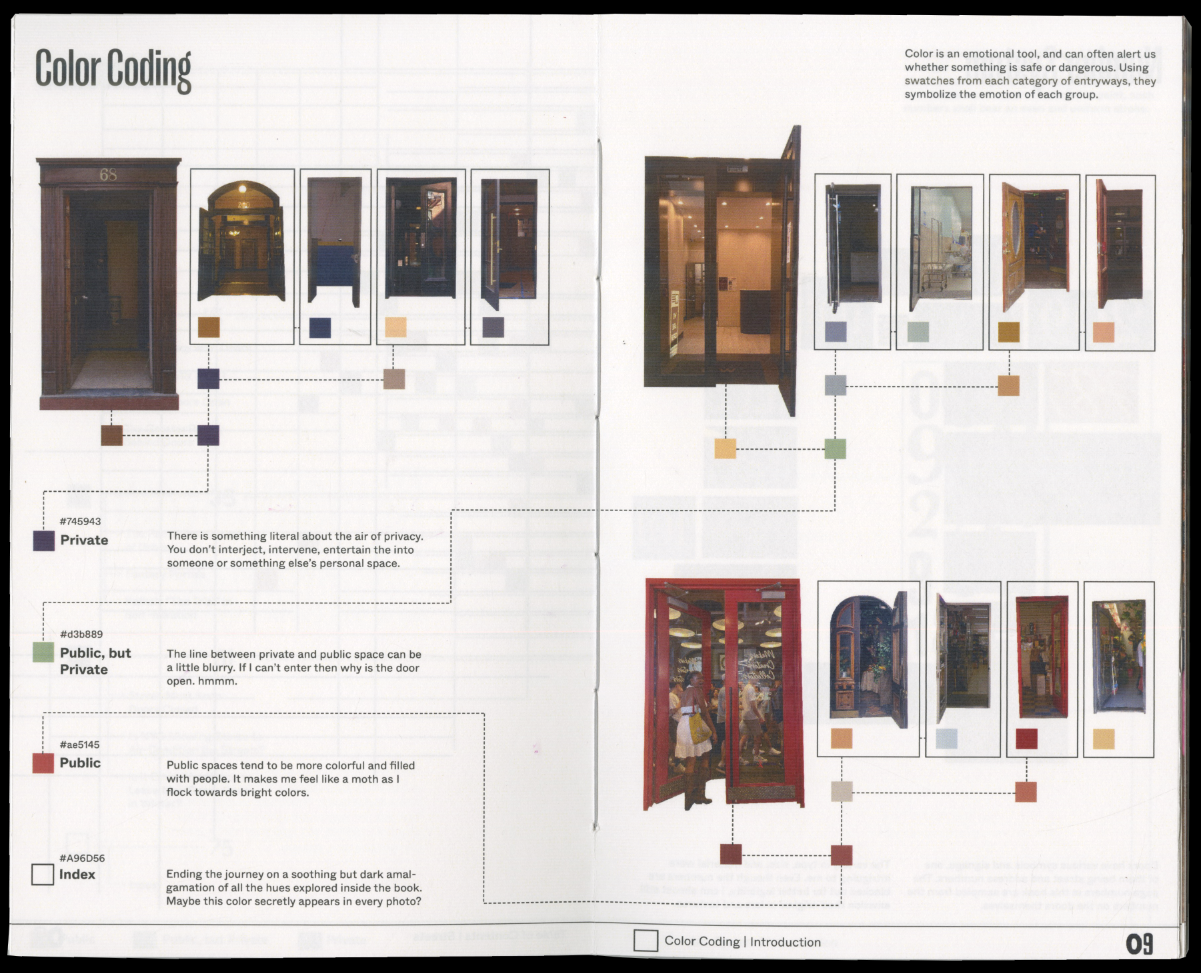 Color Coding
Color is an emotional tool, and can often alert us
whether something is safe or dangerous. Using
swatches from each category of entryways, they
symbolize the emotion of each group.
68
#745943
Private
There is something literal about the air of privacy.
You don't interject, intervene, entertain the into
someone or something else's personal space.
#d3b889
Public, but
Private
The line between private and public space can be
a little blurry. If I can't enter then why is the door
open. hmmm.
#ae5145
Public
Public spaces tend to be more colorful and filled
with people. It makes me feel like a moth as I
flock towards bright colors.
#A96D56
Index
Ending the journey on a soothing but dark amal-
gamation of all the hues explored inside the book.
Maybe this color secretly appears in every photo?
Color Coding | Introduction
09